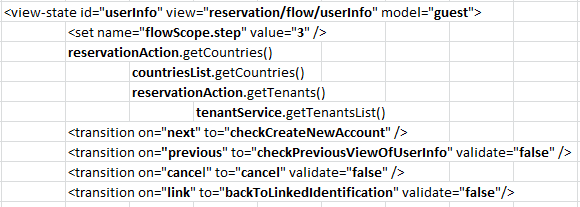 <view-state id="userInfo" view="reservation/flow/userInfo" model="guest">
<set name="flowScope.step" value="3" />
reservationAction.getCountries()
countriesList.getCountries()
reservationAction.getTenants()
tenantService.getTenantsList()
<transition on="next" to="checkCreateNewAccount" />
<transition on="previous" to="checkPreviousViewOfUserInfo" validate="false" />
<transition on="cancel" to="cancel" validate="false" />
<transition on="link" to="backToLinkedIdentification" validate="false"/>